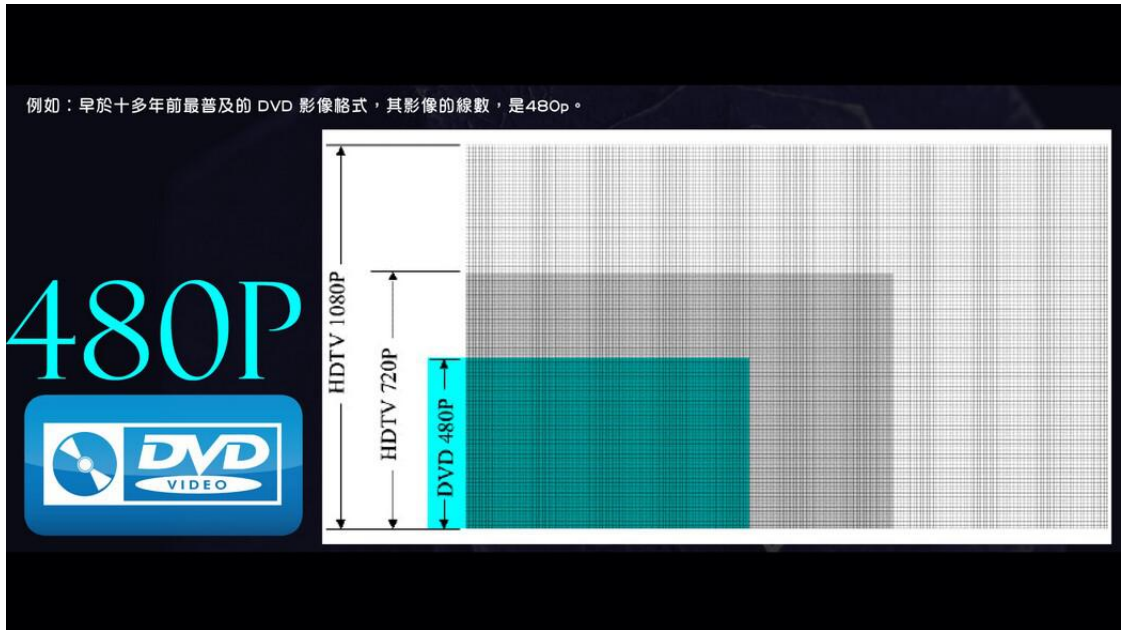 例如：早於十多年前最普及的 DVD 影像格式，其影像的線數，是480p。
480P
DVD
VIDEO
HDTV 1080P
HDTV 720P
DVD 480P